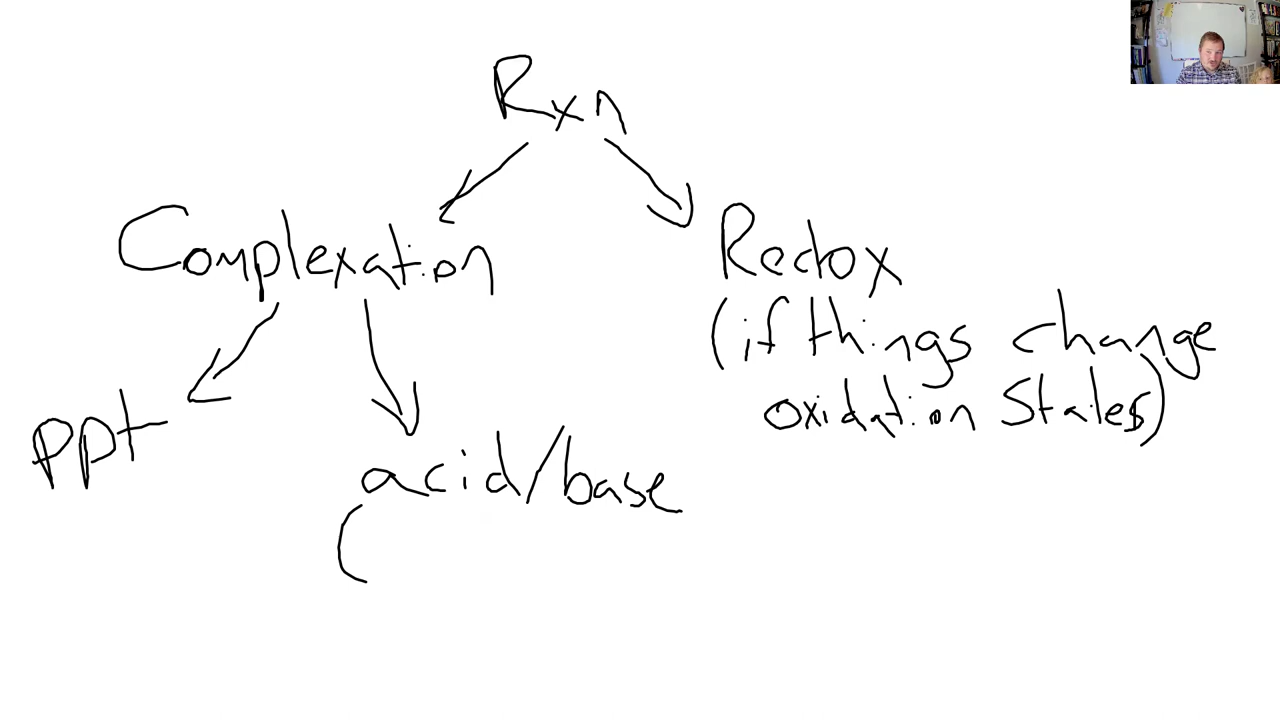 Rxn
Complexation
Redox
(if things change
oxidation states)
ppt
acid/base
(